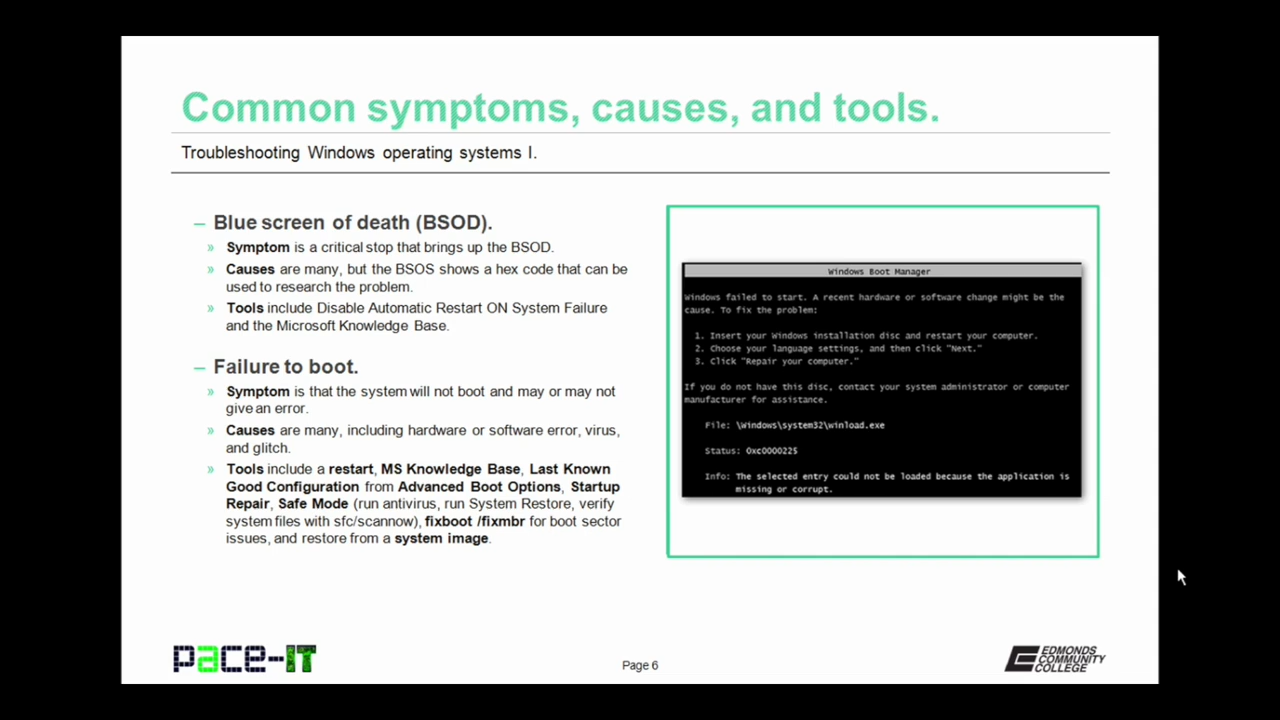 Common symptoms, causes, and tools.
Troubleshooting Windows operating systems I.
– Blue screen of death (BSOD).
» Symptom is a critical stop that brings up the BSOD.
» Causes are many, but the BSOS shows a hex code that can be
used to research the problem.
» Tools include Disable Automatic Restart ON System Failure
and the Microsoft Knowledge Base.
– Failure to boot.
» Symptom is that the system will not boot and may or may not
give an error.
» Causes are many, including hardware or software error, virus,
and glitch.
» Tools include a restart, MS Knowledge Base, Last Known
Good Configuration from Advanced Boot Options, Startup
Repair, Safe Mode (run antivirus, run System Restore, verify
system files with sfc/scannow), fixboot /fixmbr for boot sector
issues, and restore from a system image.
Windows Boot Manager
Windows failed to start. A recent hardware or software change might be the
cause. To fix the problem:
1. Insert your Windows installation disc and restart your computer.
2. Choose your language settings, and then click "Next."
3. Click "Repair your computer."
If you do not have this disc, contact your system administrator or computer
manufacturer for assistance.
File: \Windows\system32\winload.exe
Status: 0xc0000225
Info: The selected entry could not be loaded because the application is
missing or corrupt.
pace-IT
Page 6
EDMONDS
COMMUNITY
COLLEGE